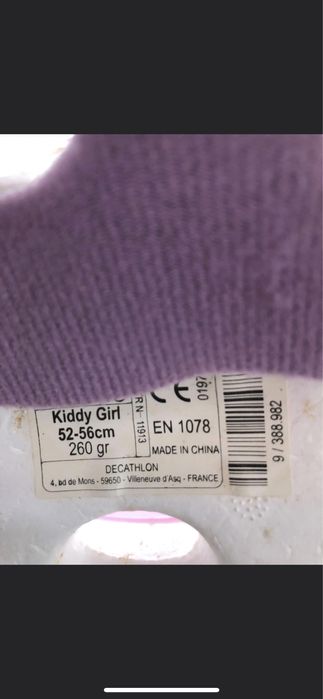 Kiddy Girl
52-56cm
260 gr
RN- 11913
CE 0197
EN 1078
MADE IN CHINA
DECATHLON
4, bd de Mons - 59650 - Villeneuve d'Asq - FRANCE
9 / 388.982